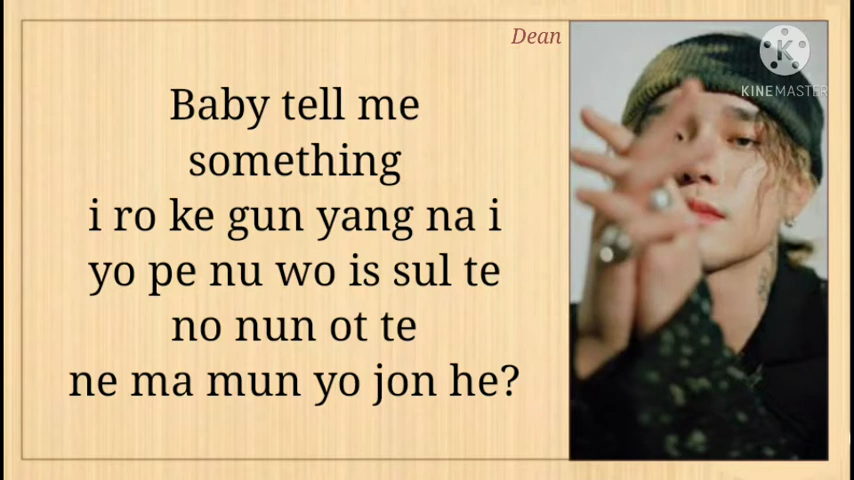 Dean
KINEMASTER
Baby tell me
something
i ro ke gun yang na i
yo pe nu wo is sul te
no nun ot te
ne ma mun yo jon he?